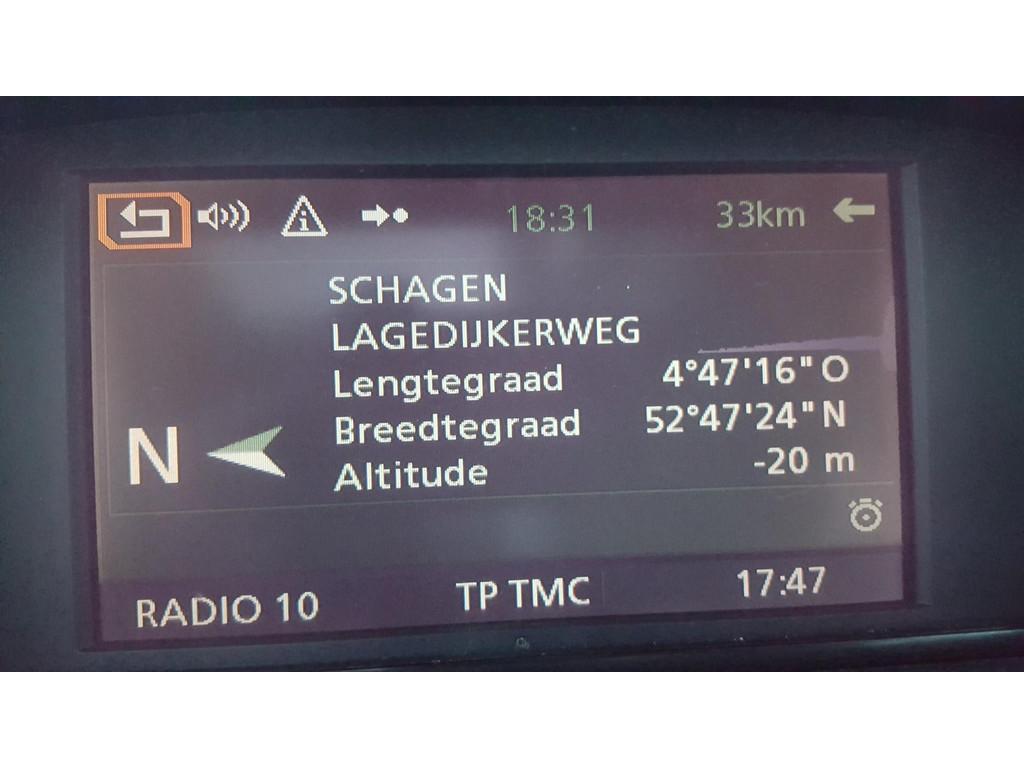 18:31 33km
SCHAGEN
LAGEDIJKERWEG
Lengtegraad 4°47'16"O
Breedtegraad 52°47'24"N
N
Altitude -20 m
RADIO 10 TP TMC 17:47